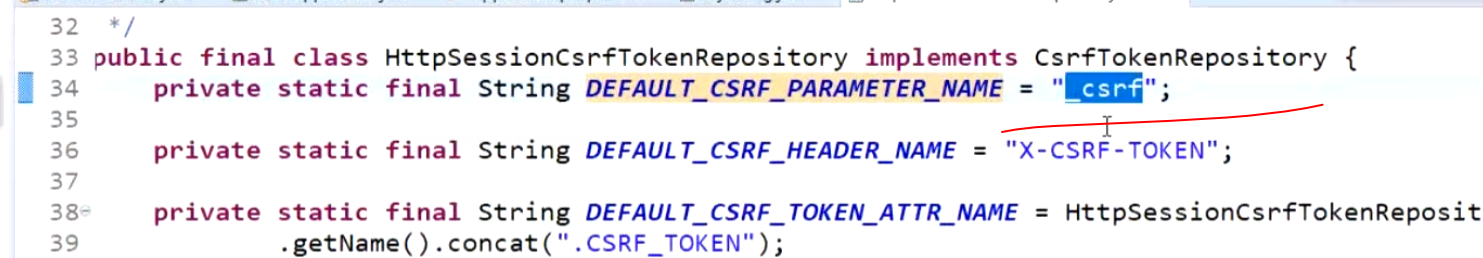 32 */
33 public final class HttpSessionCsrfTokenRepository implements CsrfTokenRepository {
34 private static final String DEFAULT_CSRF_PARAMETER_NAME = "_csrf";
35
36 private static final String DEFAULT_CSRF_HEADER_NAME = "X-CSRF-TOKEN";
37
38 private static final String DEFAULT_CSRF_TOKEN_ATTR_NAME = HttpSessionCsrfTokenReposit
39 .getName().concat(".CSRF_TOKEN");